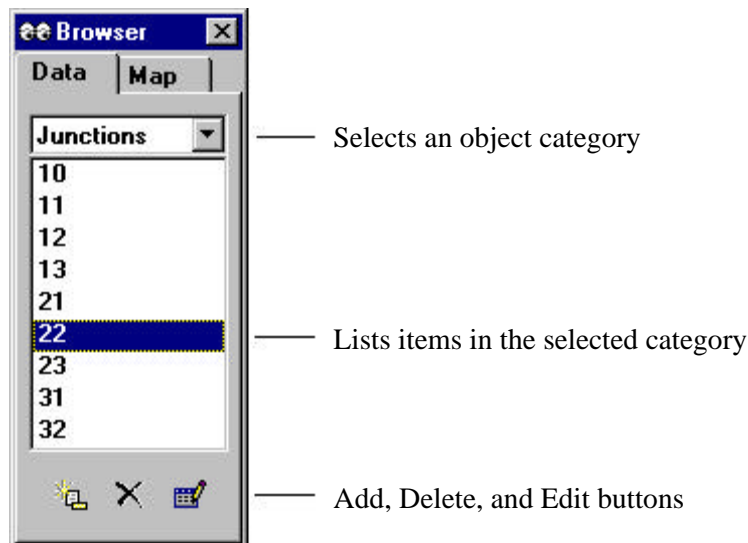 Browser
Data Map
Junctions
Selects an object category
10
11
12
13
21
22
Lists items in the selected category
23
31
32
Add, Delete, and Edit buttons